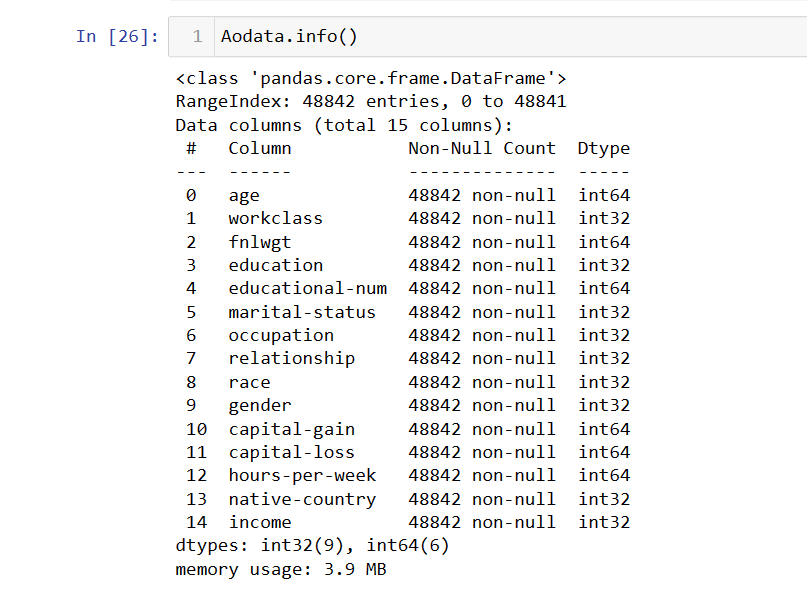 In [26]: 1 Aodata.info()
<class 'pandas.core.frame.DataFrame'>
RangeIndex: 48842 entries, 0 to 48841
Data columns (total 15 columns):
 #   Column           Non-Null Count  Dtype
---  ------           --------------  -----
 0   age              48842 non-null  int64
 1   workclass        48842 non-null  int32
 2   fnlwgt           48842 non-null  int64
 3   education        48842 non-null  int32
 4   educational-num  48842 non-null  int64
 5   marital-status   48842 non-null  int32
 6   occupation       48842 non-null  int32
 7   relationship     48842 non-null  int32
 8   race             48842 non-null  int32
 9   gender           48842 non-null  int32
 10  capital-gain     48842 non-null  int64
 11  capital-loss     48842 non-null  int64
 12  hours-per-week   48842 non-null  int64
 13  native-country   48842 non-null  int32
 14  income           48842 non-null  int32
dtypes: int32(9), int64(6)
memory usage: 3.9 MB